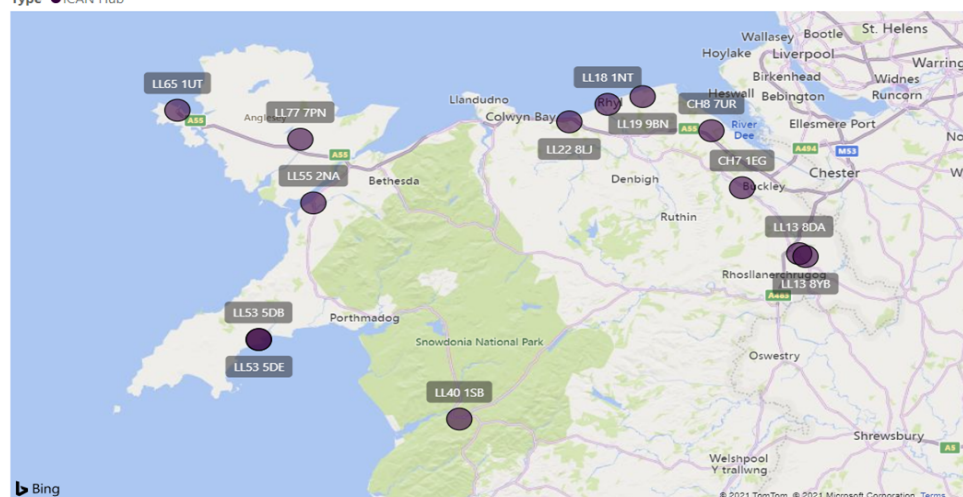 Type ICAN Hub
Wallasey Bootle St. Helens
Hoylake Liverpool Warring
Birkenhead Widnes
Heswall Bebington Runcorn
LL65 1UT
LL18 1NT
Rhyl
CH8 7UR
LL77 7PN
Anglesey
A55
Llandudno
Colwyn Bay
LL19 9BN
A55
River
Dee
Ellesmere Port
A55
LL22 8LJ
A494
M53
LL55 2NA
Bethesda
Denbigh
CH7 1EG
Buckley
Chester
Ruthin
LL13 8DA
Rhosllanerchrugog
LL13 8YB
A483
LL53 5DB
Porthmadog
LL53 5DE
Snowdonia National Park
Oswestry
LL40 1SB
Shrewsbury
A5
Welshpool
Y trallwng
Bing
© 2021 TomTom, © 2021 Microsoft Corporation, Terms